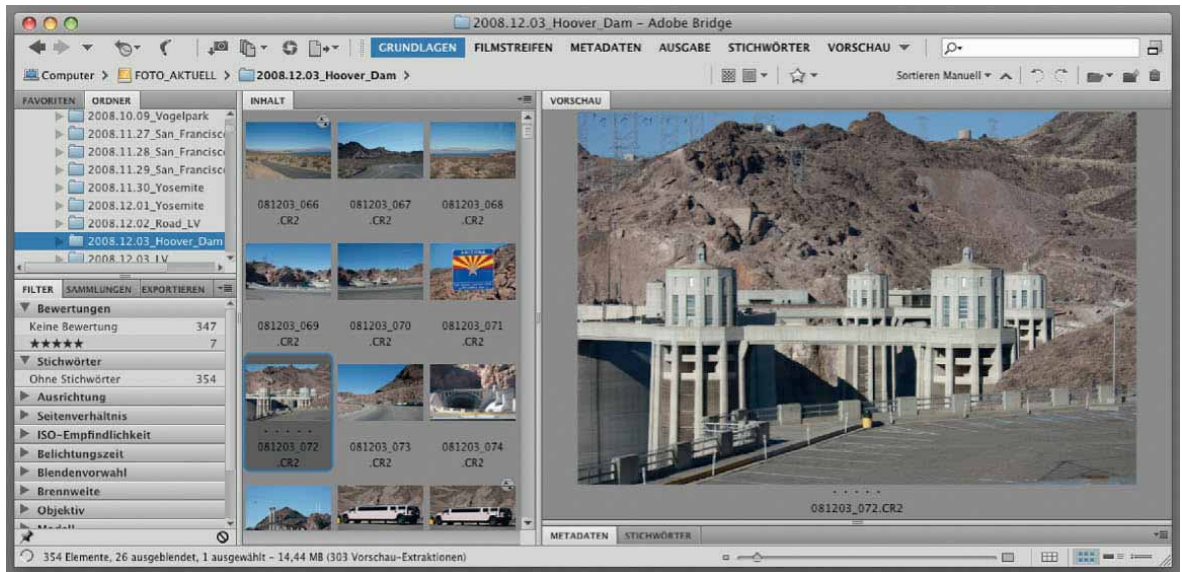 2008.12.03_Hoover_Dam – Adobe Bridge
GRUNDLAGEN FILMSTREIFEN METADATEN AUSGABE STICHWÖRTER VORSCHAU
Computer > FOTO_AKTUELL > 2008.12.03_Hoover_Dam >
Sortieren Manuell
FAVORITEN ORDNER
2008.10.09_Vogelpark
2008.11.27_San_Francisc
2008.11.28_San_Francisc
2008.11.29_San_Francisc
2008.11.30_Yosemite
2008.12.01_Yosemite
2008.12.02_Road_LV
2008.12.03_Hoover_Dam
2008.12.03_LV
FILTER SAMMLUNGEN EXPORTIEREN
Bewertungen
Keine Bewertung 347
★★★★★ 7
Stichwörter
Ohne Stichwörter 354
Ausrichtung
Seitenverhältnis
ISO-Empfindlichkeit
Belichtungszeit
Blendenvorwahl
Brennweite
Objektiv
Modell
INHALT
081203_066 081203_067 081203_068
.CR2 .CR2 .CR2
ARIZONA
081203_069 081203_070 081203_071
.CR2 .CR2 .CR2
081203_072 081203_073 081203_074
.CR2 .CR2 .CR2
VORSCHAU
081203_072.CR2
METADATEN STICHWÖRTER
354 Elemente, 26 ausgeblendet, 1 ausgewählt – 14,44 MB (303 Vorschau-Extraktionen)